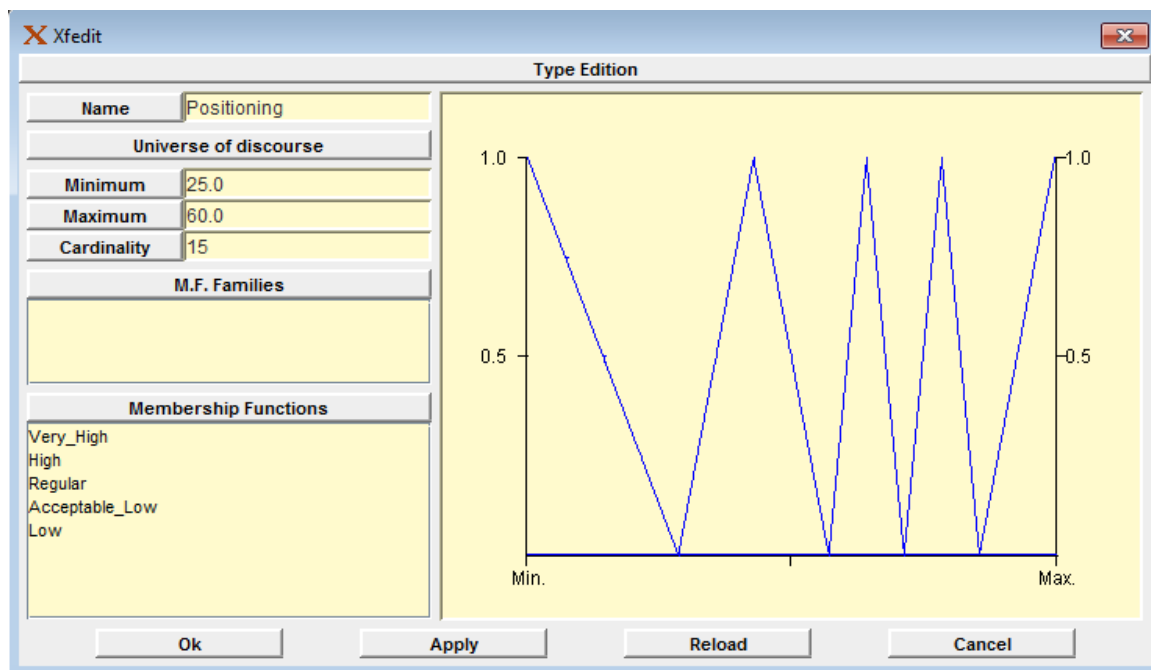 Xfedit
Type Edition
Name Positioning
Universe of discourse
Minimum 25.0
Maximum 60.0
Cardinality 15
M.F. Families
Membership Functions
Very_High
High
Regular
Acceptable_Low
Low
1.0 1.0
0.5 0.5
Min. Max.
Ok Apply Reload Cancel